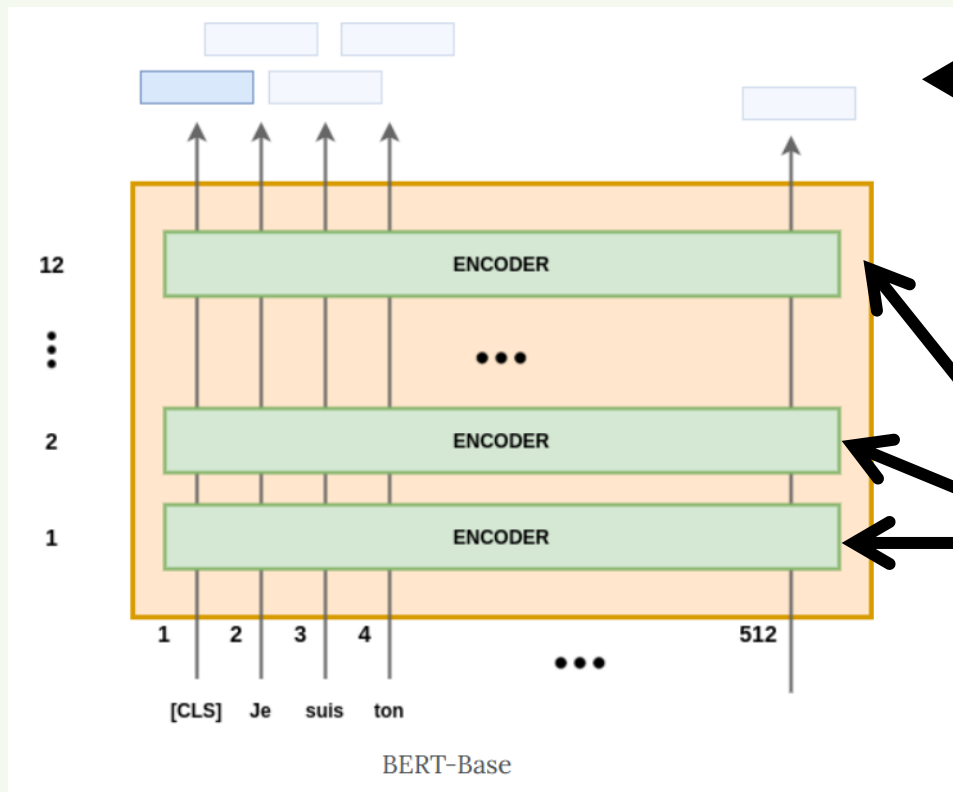 12 ENCODER
2 ENCODER
1 ENCODER
1 2 3 4 512
[CLS] Je suis ton
BERT-Base